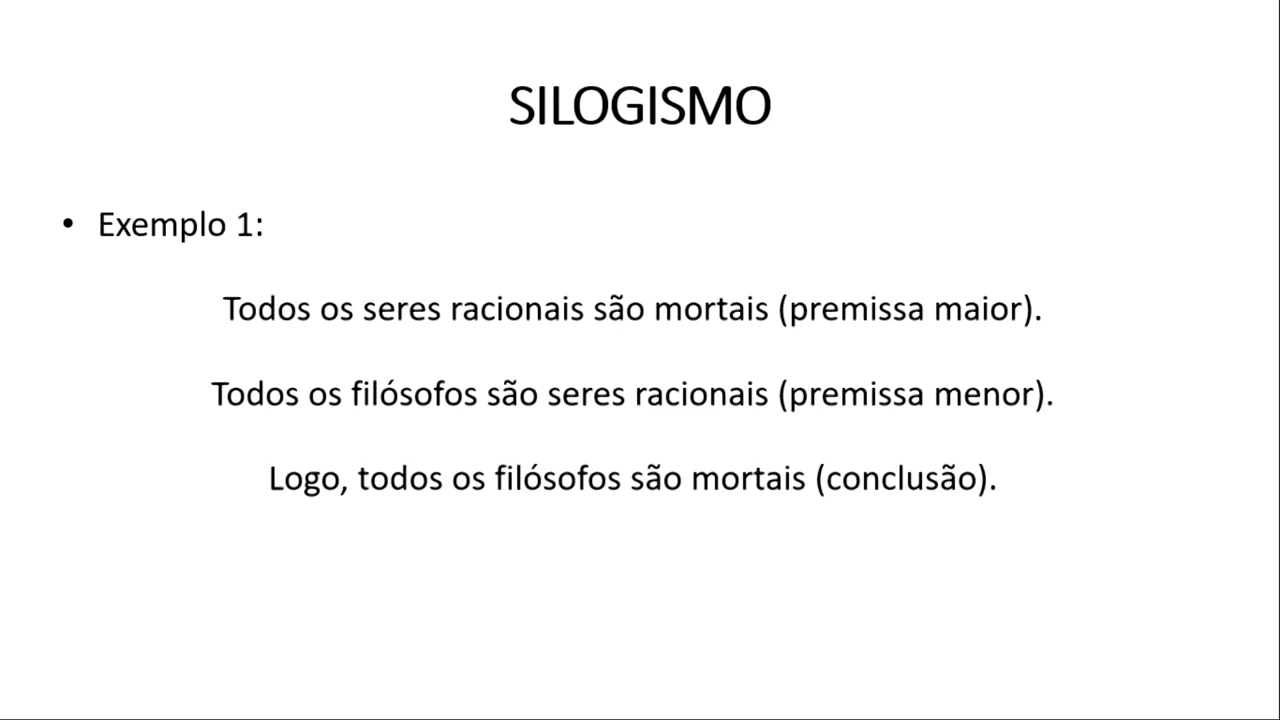 SILOGISMO
• Exemplo 1:
Todos os seres racionais são mortais (premissa maior).
Todos os filósofos são seres racionais (premissa menor).
Logo, todos os filósofos são mortais (conclusão).